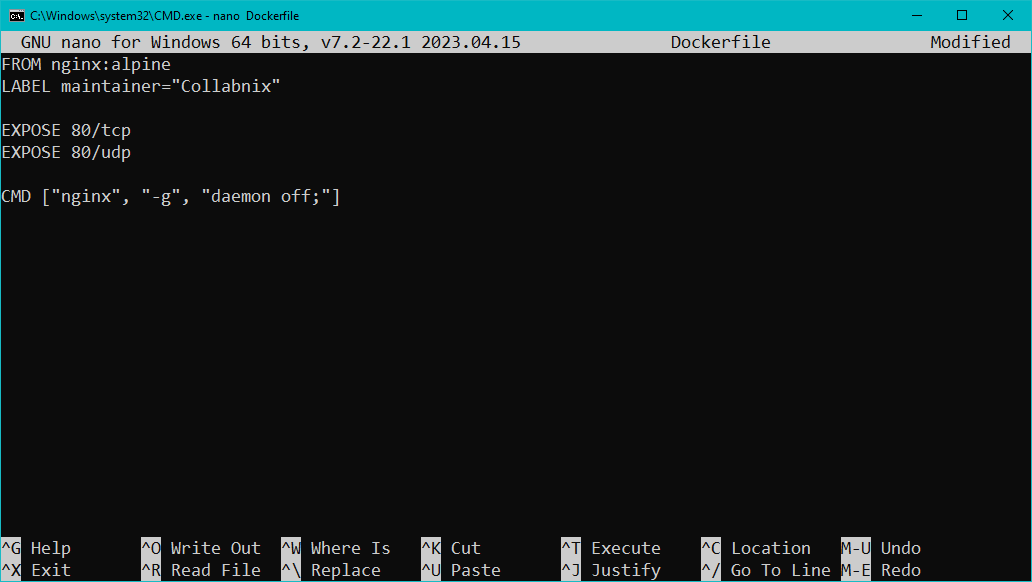 C:\Windows\system32\CMD.exe - nano Dockerfile
GNU nano for Windows 64 bits, v7.2-22.1 2023.04.15 Dockerfile Modified
FROM nginx:alpine
LABEL maintainer="Collabnix"
EXPOSE 80/tcp
EXPOSE 80/udp
CMD ["nginx", "-g", "daemon off;"]
^G Help ^O Write Out ^W Where Is ^K Cut ^T Execute ^C Location M-U Undo
^X Exit ^R Read File ^\ Replace ^U Paste ^J Justify ^/ Go To Line M-E Redo